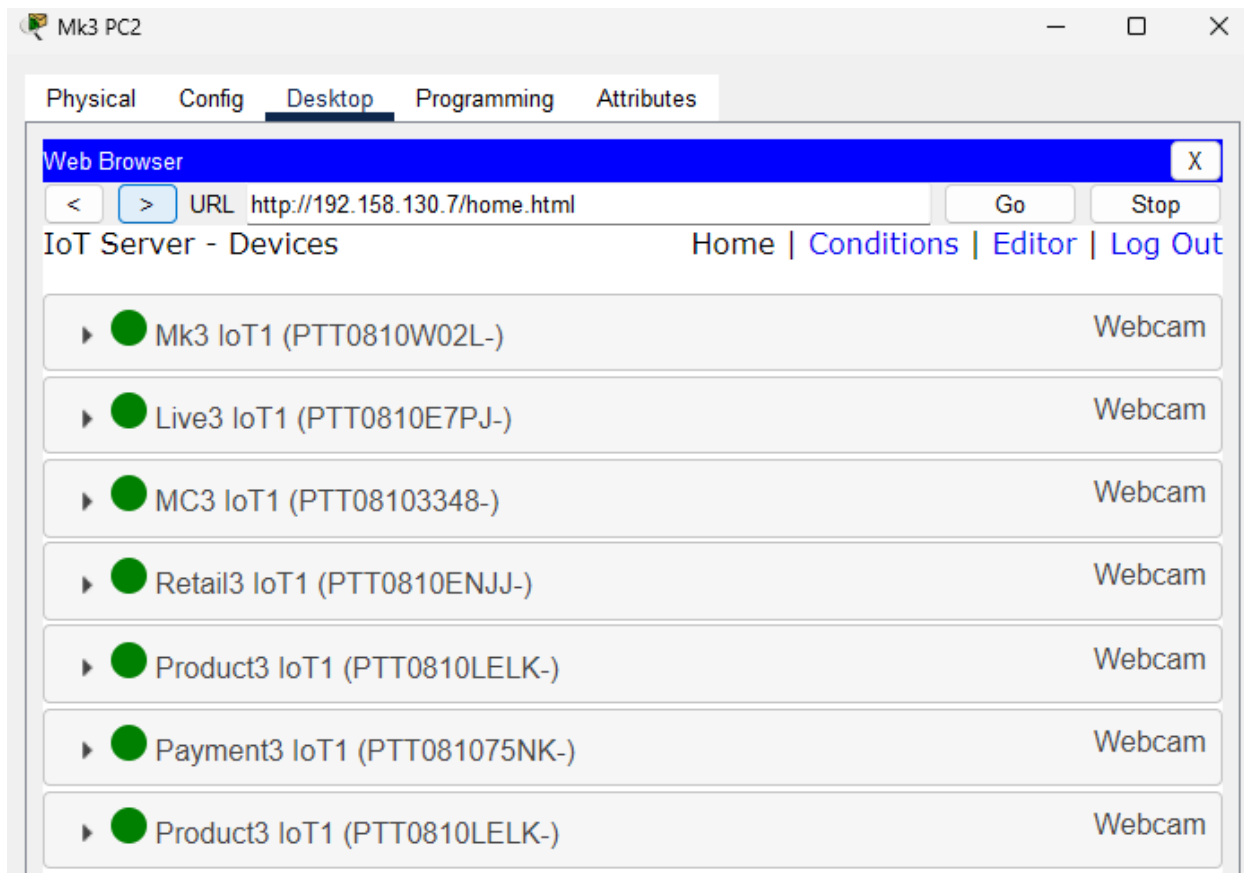 Mk3 PC2
Physical Config Desktop Programming Attributes
Web Browser X
< > URL http://192.158.130.7/home.html Go Stop
IoT Server - Devices Home | Conditions | Editor | Log Out
Mk3 IoT1 (PTT0810W02L-) Webcam
Live3 IoT1 (PTT0810E7PJ-) Webcam
MC3 IoT1 (PTT08103348-) Webcam
Retail3 IoT1 (PTT0810ENJJ-) Webcam
Product3 IoT1 (PTT0810LELK-) Webcam
Payment3 IoT1 (PTT081075NK-) Webcam
Product3 IoT1 (PTT0810LELK-) Webcam